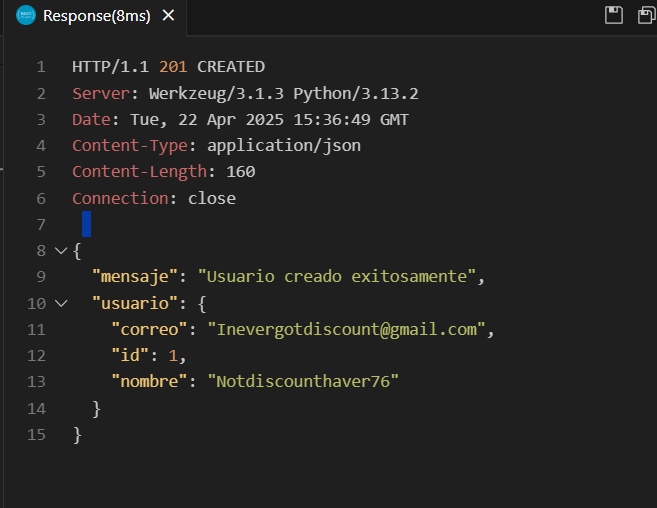 Response(8ms)
1 HTTP/1.1 201 CREATED
2 Server: Werkzeug/3.1.3 Python/3.13.2
3 Date: Tue, 22 Apr 2025 15:36:49 GMT
4 Content-Type: application/json
5 Content-Length: 160
6 Connection: close
7
8 {
9 "mensaje": "Usuario creado exitosamente",
10 "usuario": {
11 "correo": "Inevergotdiscount@gmail.com",
12 "id": 1,
13 "nombre": "Notdiscounthaver76"
14 }
15 }